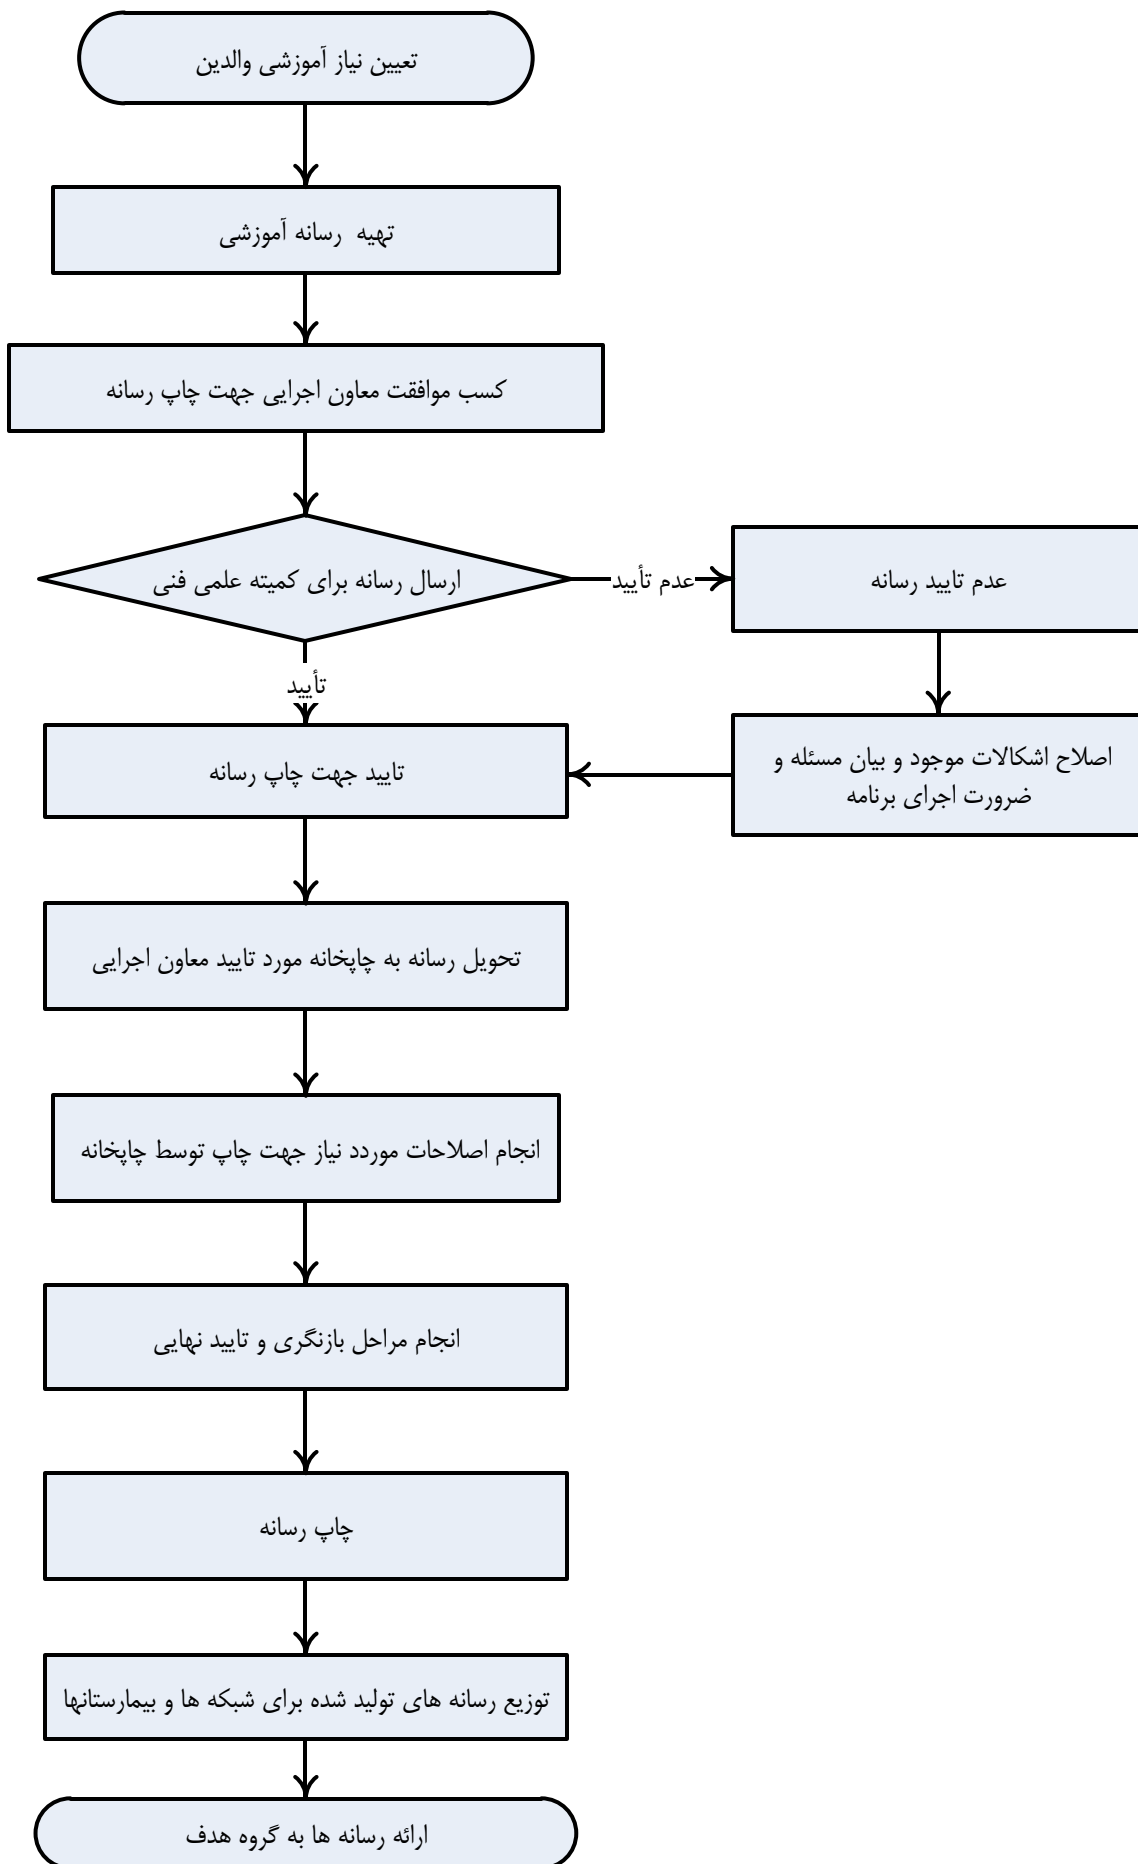 تعیین نیاز آموزشی والدین
تهیه رسانه آموزشی
کسب موافقت معاون اجرایی جهت چاپ رسانه
ارسال رسانه برای کمیته علمی فنی
عدم تأیید
عدم تایید رسانه
تأیید
اصلاح اشکالات موجود و بیان مسئله و
ضرورت اجرای برنامه
تایید جهت چاپ رسانه
تحویل رسانه به چاپخانه مورد تایید معاون اجرایی
انجام اصلاحات موردد نیاز جهت چاپ توسط چاپخانه
انجام مراحل بازنگری و تایید نهایی
چاپ رسانه
توزیع رسانه های تولید شده برای شبکه ها و بیمارستانها
ارائه رسانه ها به گروه هدف